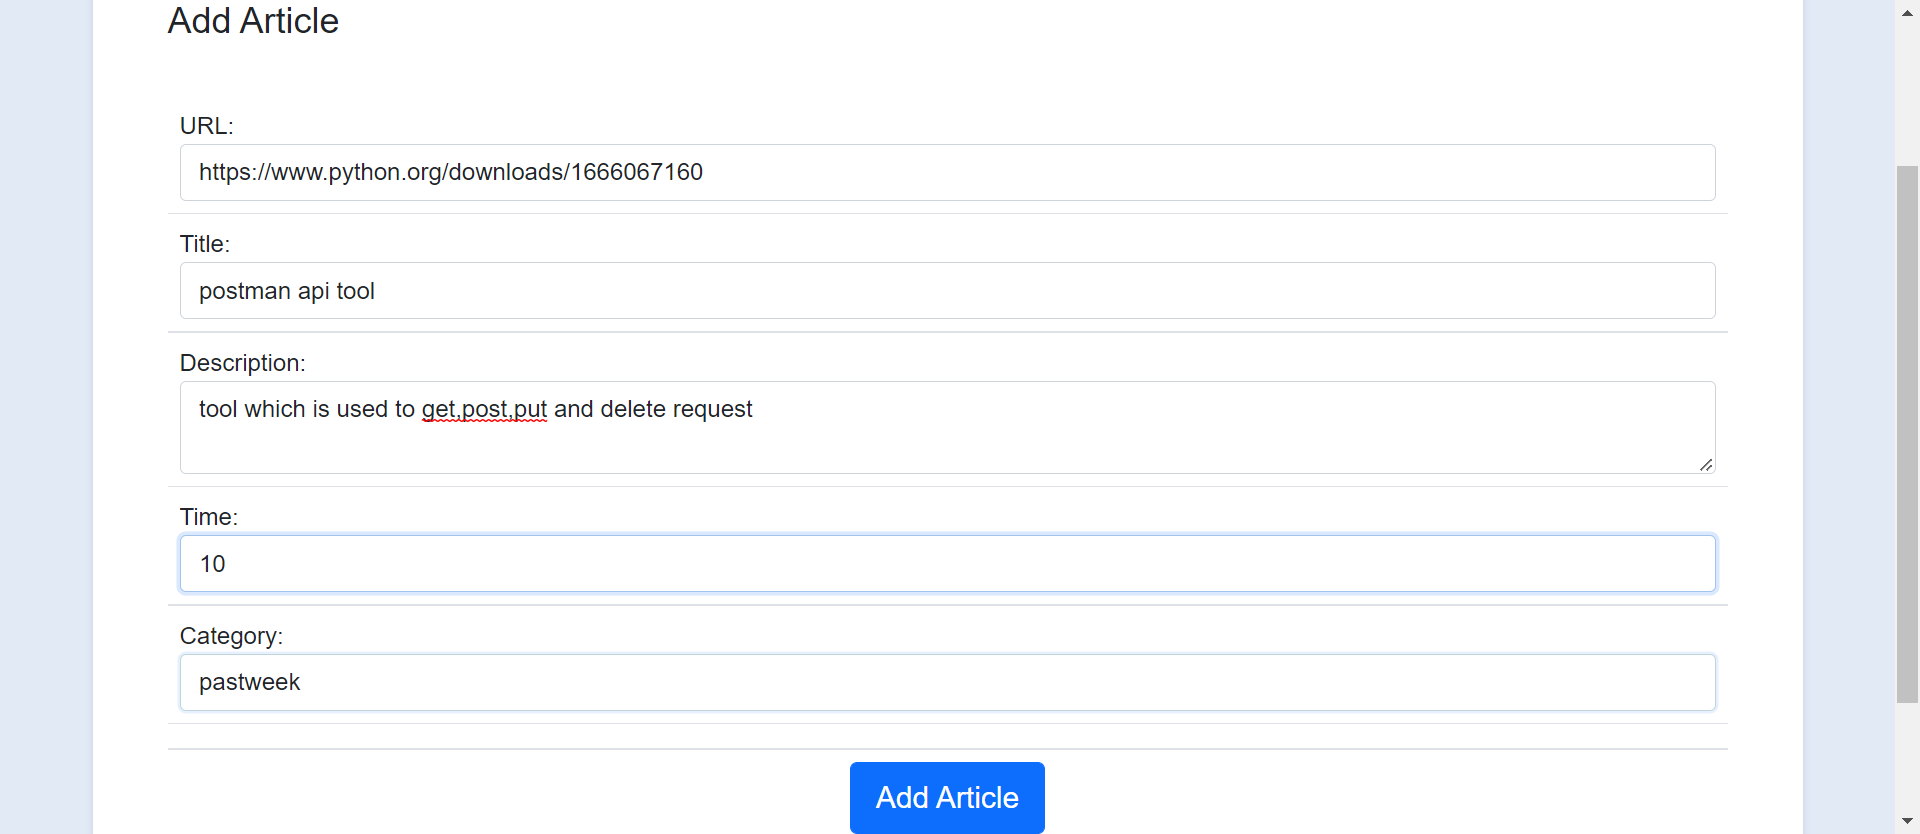 Add Article
URL:
https://www.python.org/downloads/1666067160
Title:
postman api tool
Description:
tool which is used to get,post,put and delete request
Time:
10
Category:
pastweek
Add Article